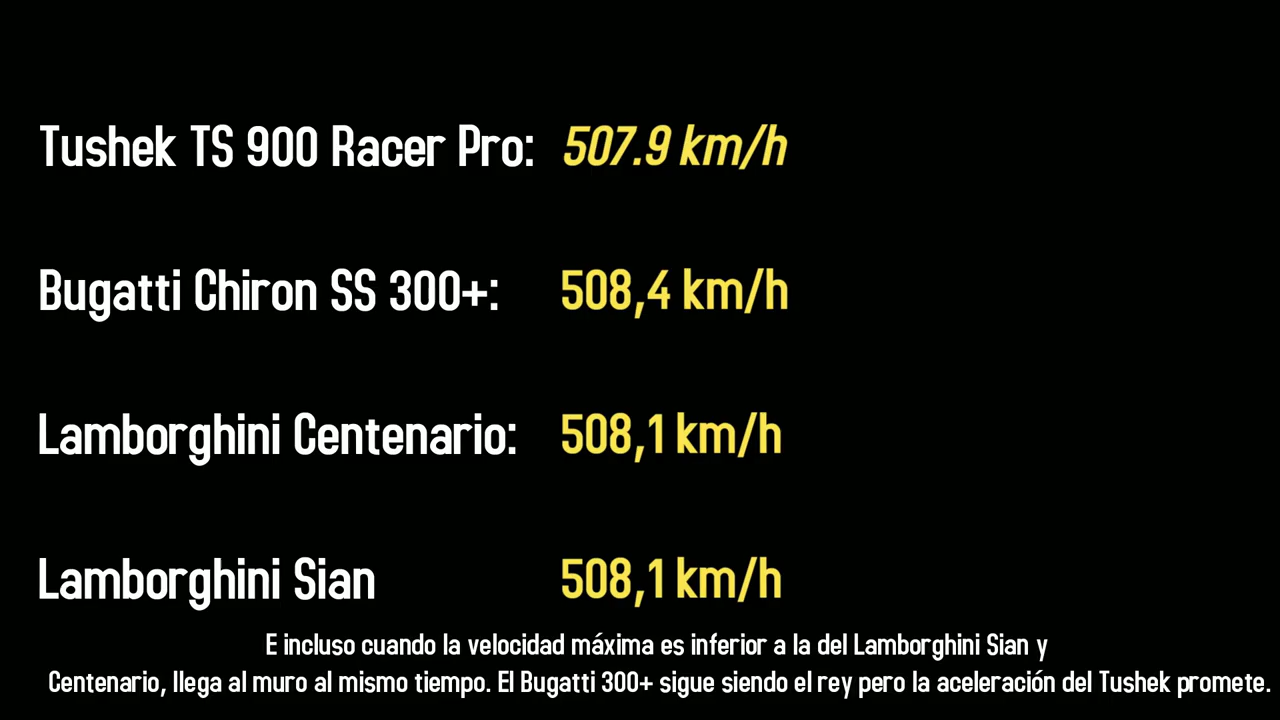 Tushek TS 900 Racer Pro: 507.9 km/h
Bugatti Chiron SS 300+: 508,4 km/h
Lamborghini Centenario: 508,1 km/h
Lamborghini Sian 508,1 km/h
E incluso cuando la velocidad máxima es inferior a la del Lamborghini Sian y
Centenario, llega al muro al mismo tiempo. El Bugatti 300+ sigue siendo el rey pero la aceleración del Tushek promete.